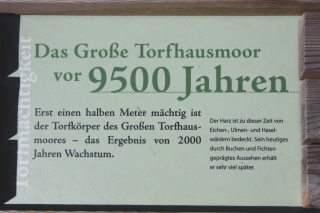 Tormächtigkeit
Das Große Torfhausmoor
vor 9500 Jahren
Erst einen halben Meter mächtig ist
der Torfkörper des Großen Torfhaus-
moores – das Ergebnis von 2000
Jahren Wachstum.
Der Harz ist zu dieser Zeit von
Eichen-, Ulmen- und Hasel-
wäldern bedeckt. Sein heutiges
durch Buchen und Fichten
geprägtes Aussehen erhält
er sehr viel später.